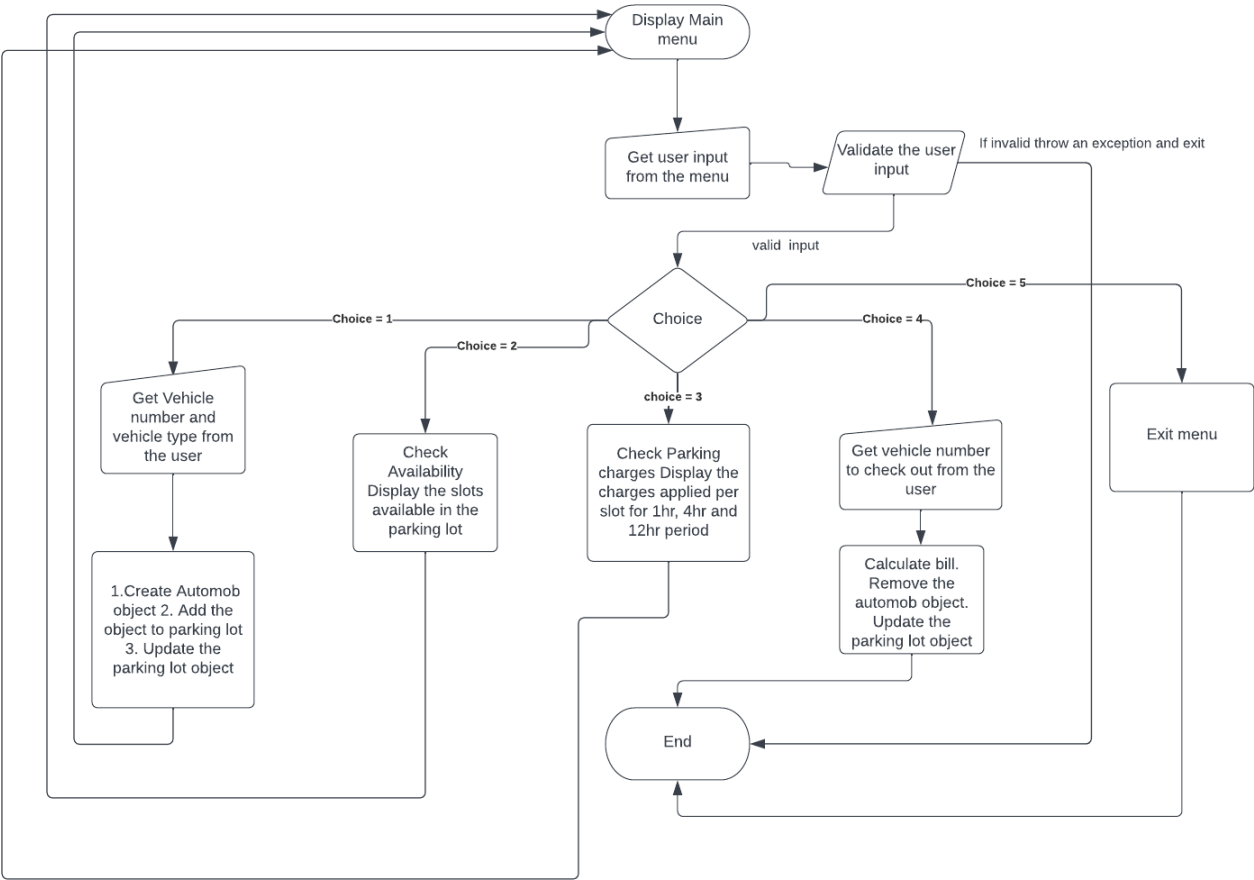 Display Main
menu
Get user input
from the menu
Validate the user
input
If invalid throw an exception and exit
valid input
Choice
Choice = 1
Choice = 2
choice = 3
Choice = 4
Choice = 5
Get Vehicle
number and
vehicle type from
the user
Check
Availability
Display the slots
available in the
parking lot
Check Parking
charges Display the
charges applied per
slot for 1hr, 4hr and
12hr period
Get vehicle number
to check out from the
user
Exit menu
1.Create Automob
object 2. Add the
object to parking lot
3. Update the
parking lot object
Calculate bill.
Remove the
automob object.
Update the
parking lot object
End